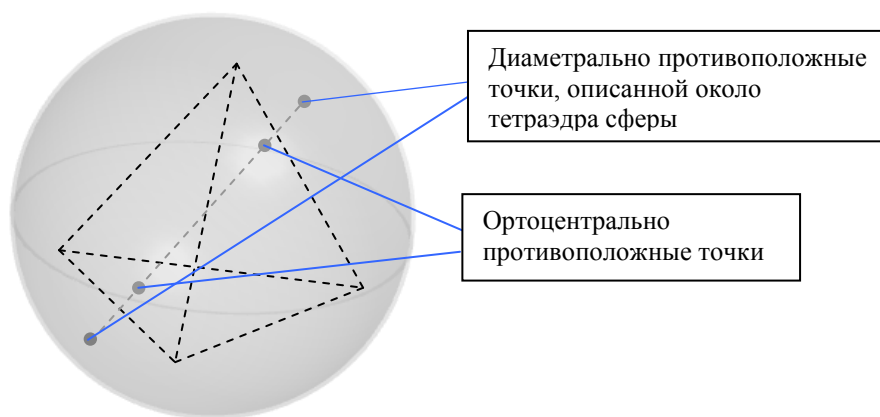 Диаметрально противоположные
точки, описанной около
тетраэдра сферы
Ортоцентрально
противоположные точки